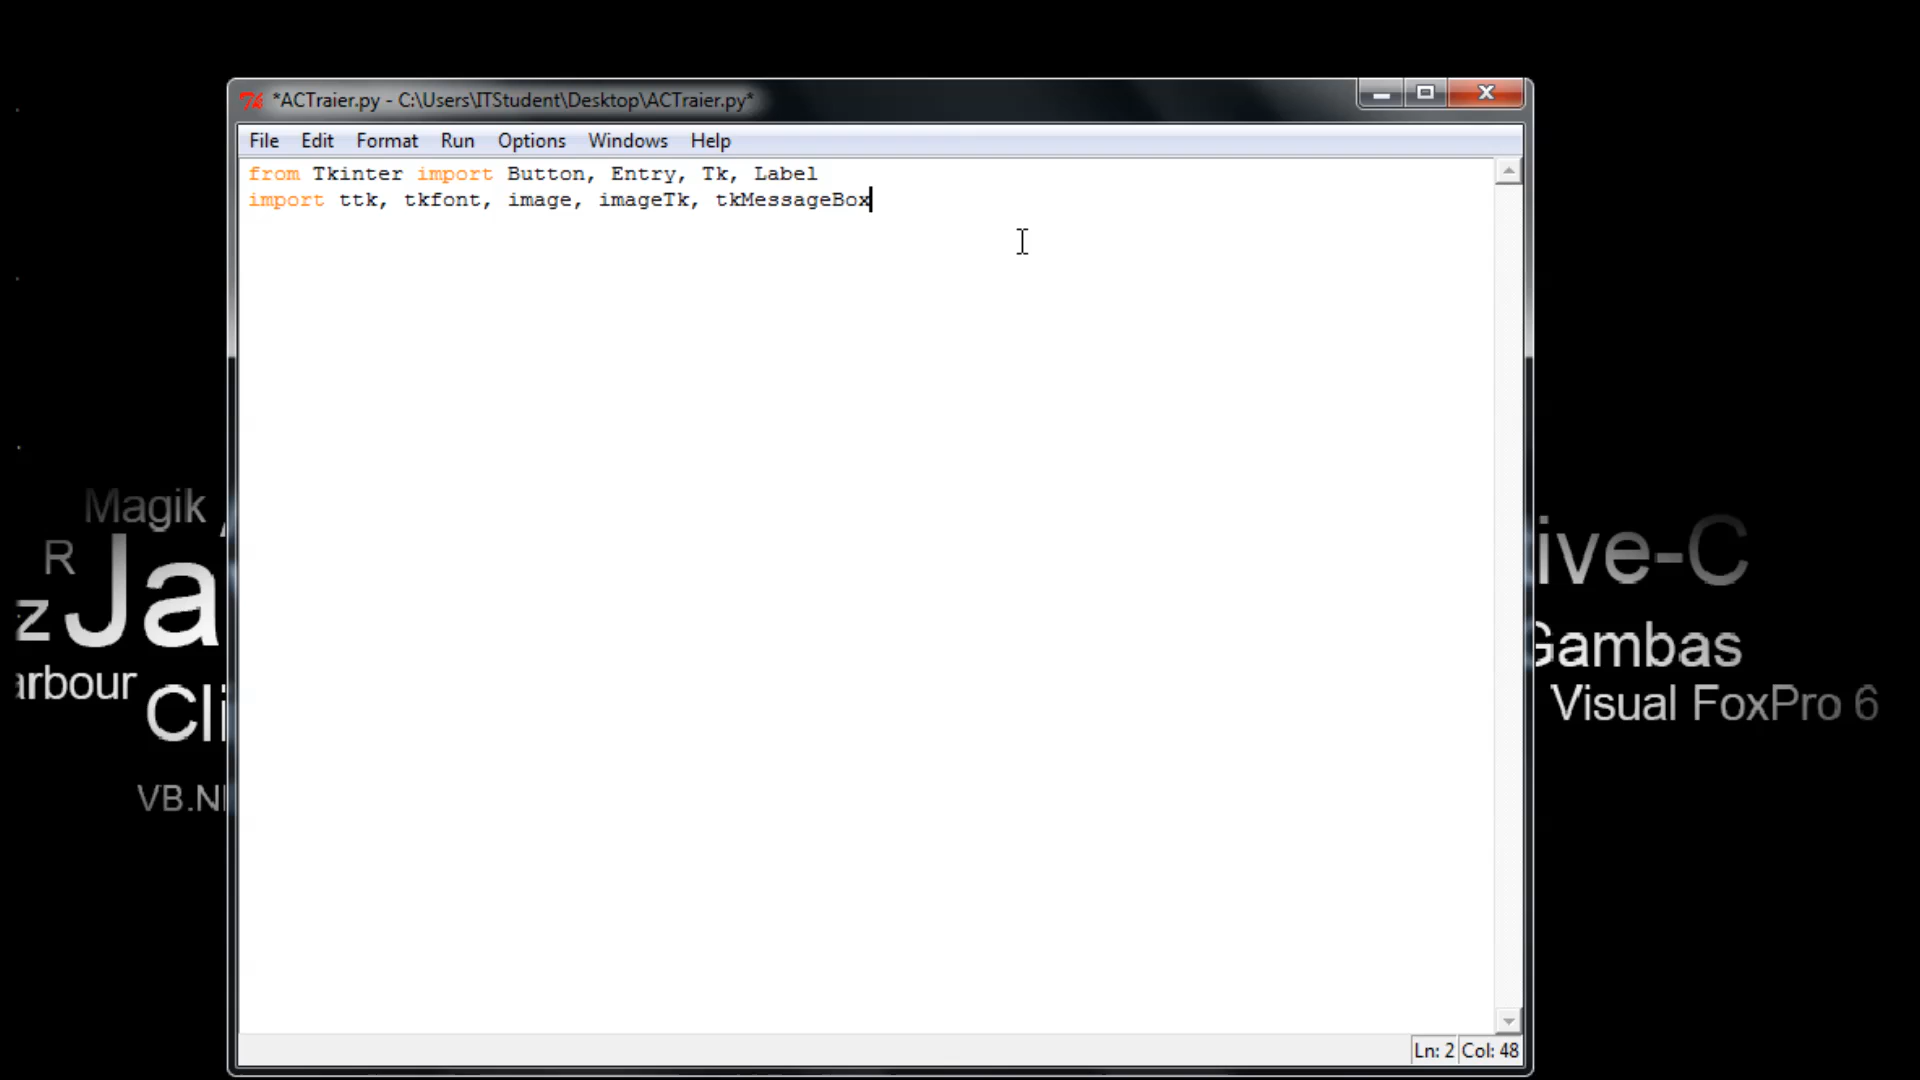 *ACTraier.py - C:\Users\ITStudent\Desktop\ACTraier.py*
File Edit Format Run Options Windows Help
from Tkinter import Button, Entry, Tk, Label
import ttk, tkfont, image, imageTk, tkMessageBox
Magik
R
Ja
z
arbour
Cli
VB.N
ive-C
Gambas
Visual FoxPro 6
Ln: 2 Col: 48